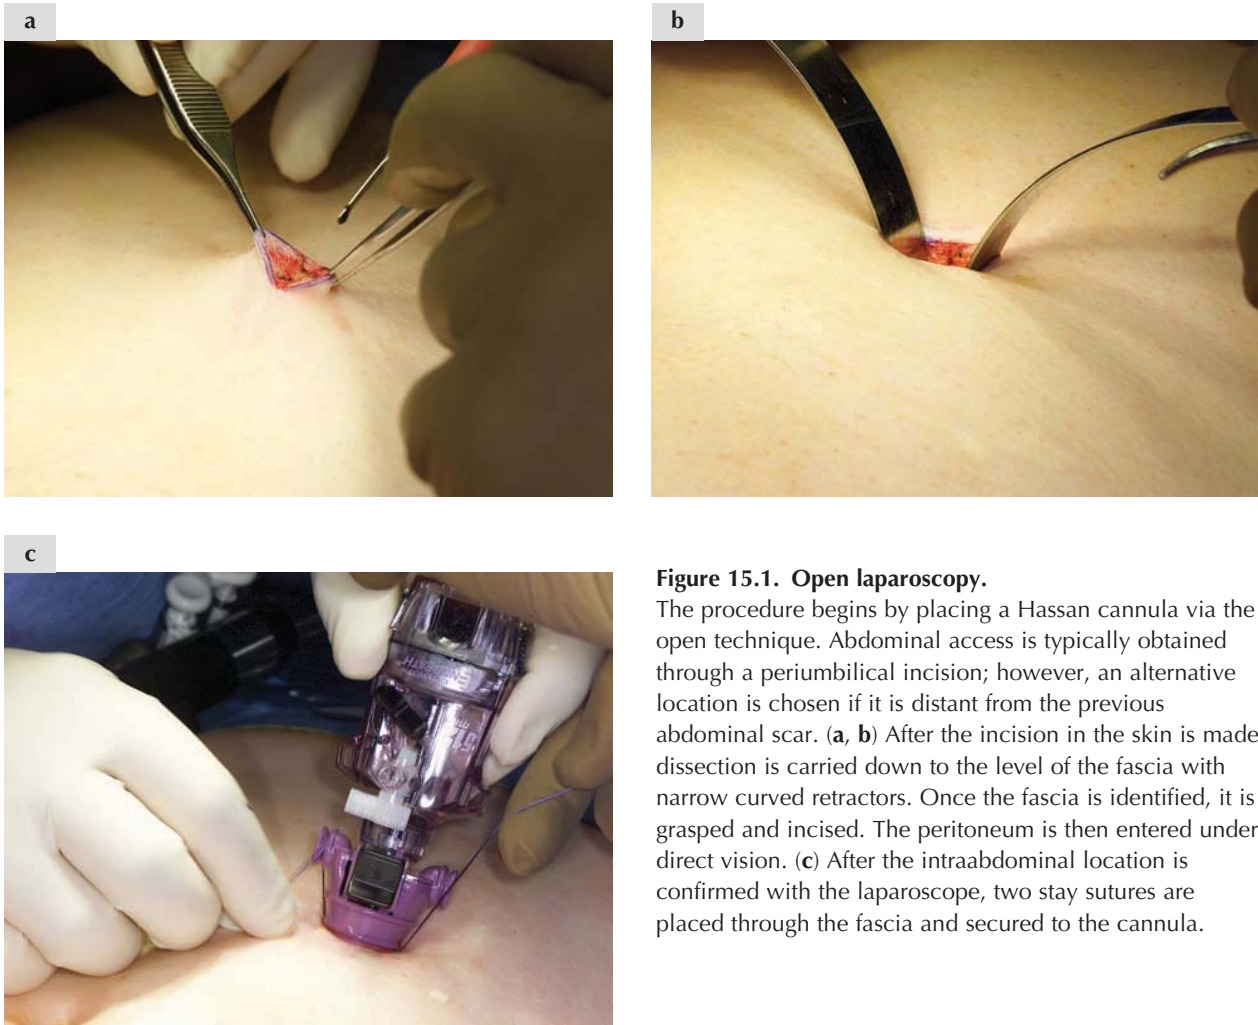 a
b
c
Figure 15.1. Open laparoscopy.
The procedure begins by placing a Hassan cannula via the
open technique. Abdominal access is typically obtained
through a periumbilical incision; however, an alternative
location is chosen if it is distant from the previous
abdominal scar. (a, b) After the incision in the skin is made
dissection is carried down to the level of the fascia with
narrow curved retractors. Once the fascia is identified, it is
grasped and incised. The peritoneum is then entered under
direct vision. (c) After the intraabdominal location is
confirmed with the laparoscope, two stay sutures are
placed through the fascia and secured to the cannula.